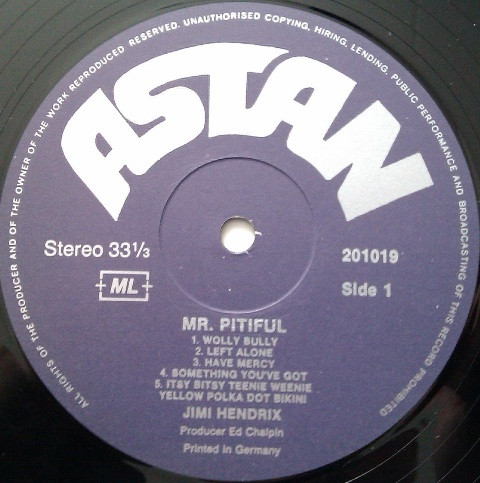 ALL RIGHTS OF THE PRODUCER AND OF THE OWNER OF THE WORK REPRODUCED RESERVED. UNAUTHORISED COPYING, HIRING, LENDING, PUBLIC PERFORMANCE AND BROADCASTING OF THIS RECORD PROHIBITED
ASTAN
Stereo 33 1/3
201019
ML
Side 1
MR. PITIFUL
1. WOLLY BULLY
2. LEFT ALONE
3. HAVE MERCY
4. SOMETHING YOU'VE GOT
5. ITSY BITSY TEENIE WEENIE
YELLOW POLKA DOT BIKINI
JIMI HENDRIX
Producer Ed Chalpin
Printed in Germany